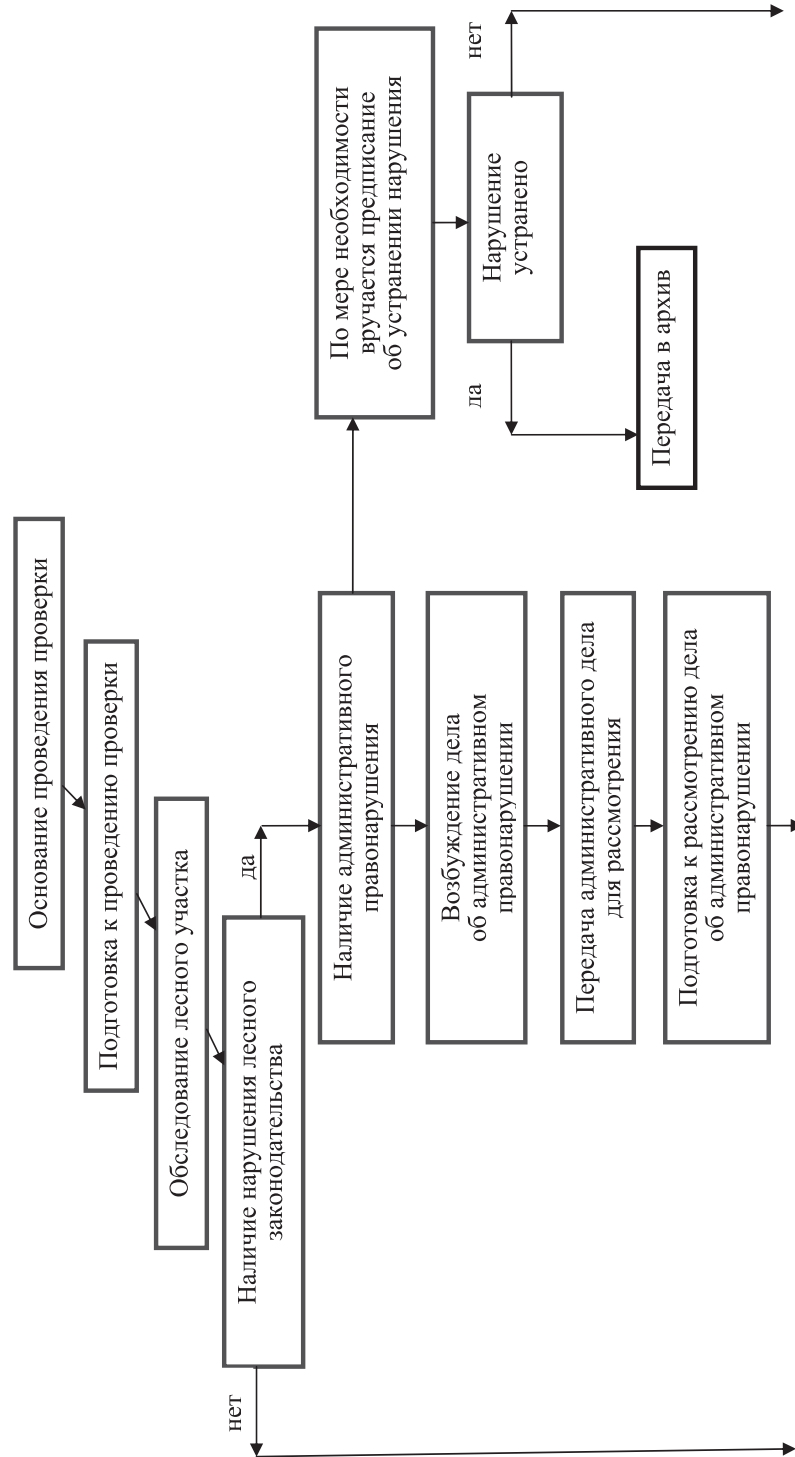 Основание проведения проверки
Подготовка к проведению проверки
Обследование лесного участка
Наличие нарушения лесного
законодательства
нет
да
Наличие административного
правонарушения
Возбуждение дела
об административном
правонарушении
Передача административного дела
для рассмотрения
Подготовка к рассмотрению дела
об административном
правонарушении
По мере необходимости
вручается предписание
об устранении нарушения
Нарушение
устранено
да
нет
Передача в архив